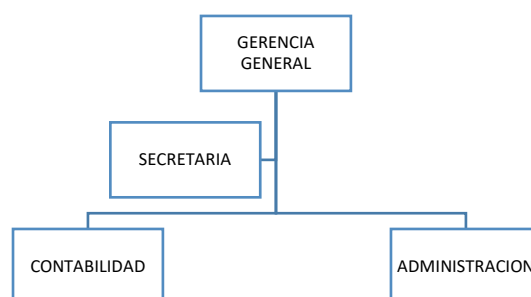 GERENCIA
GENERAL
SECRETARIA
CONTABILIDAD
ADMINISTRACION